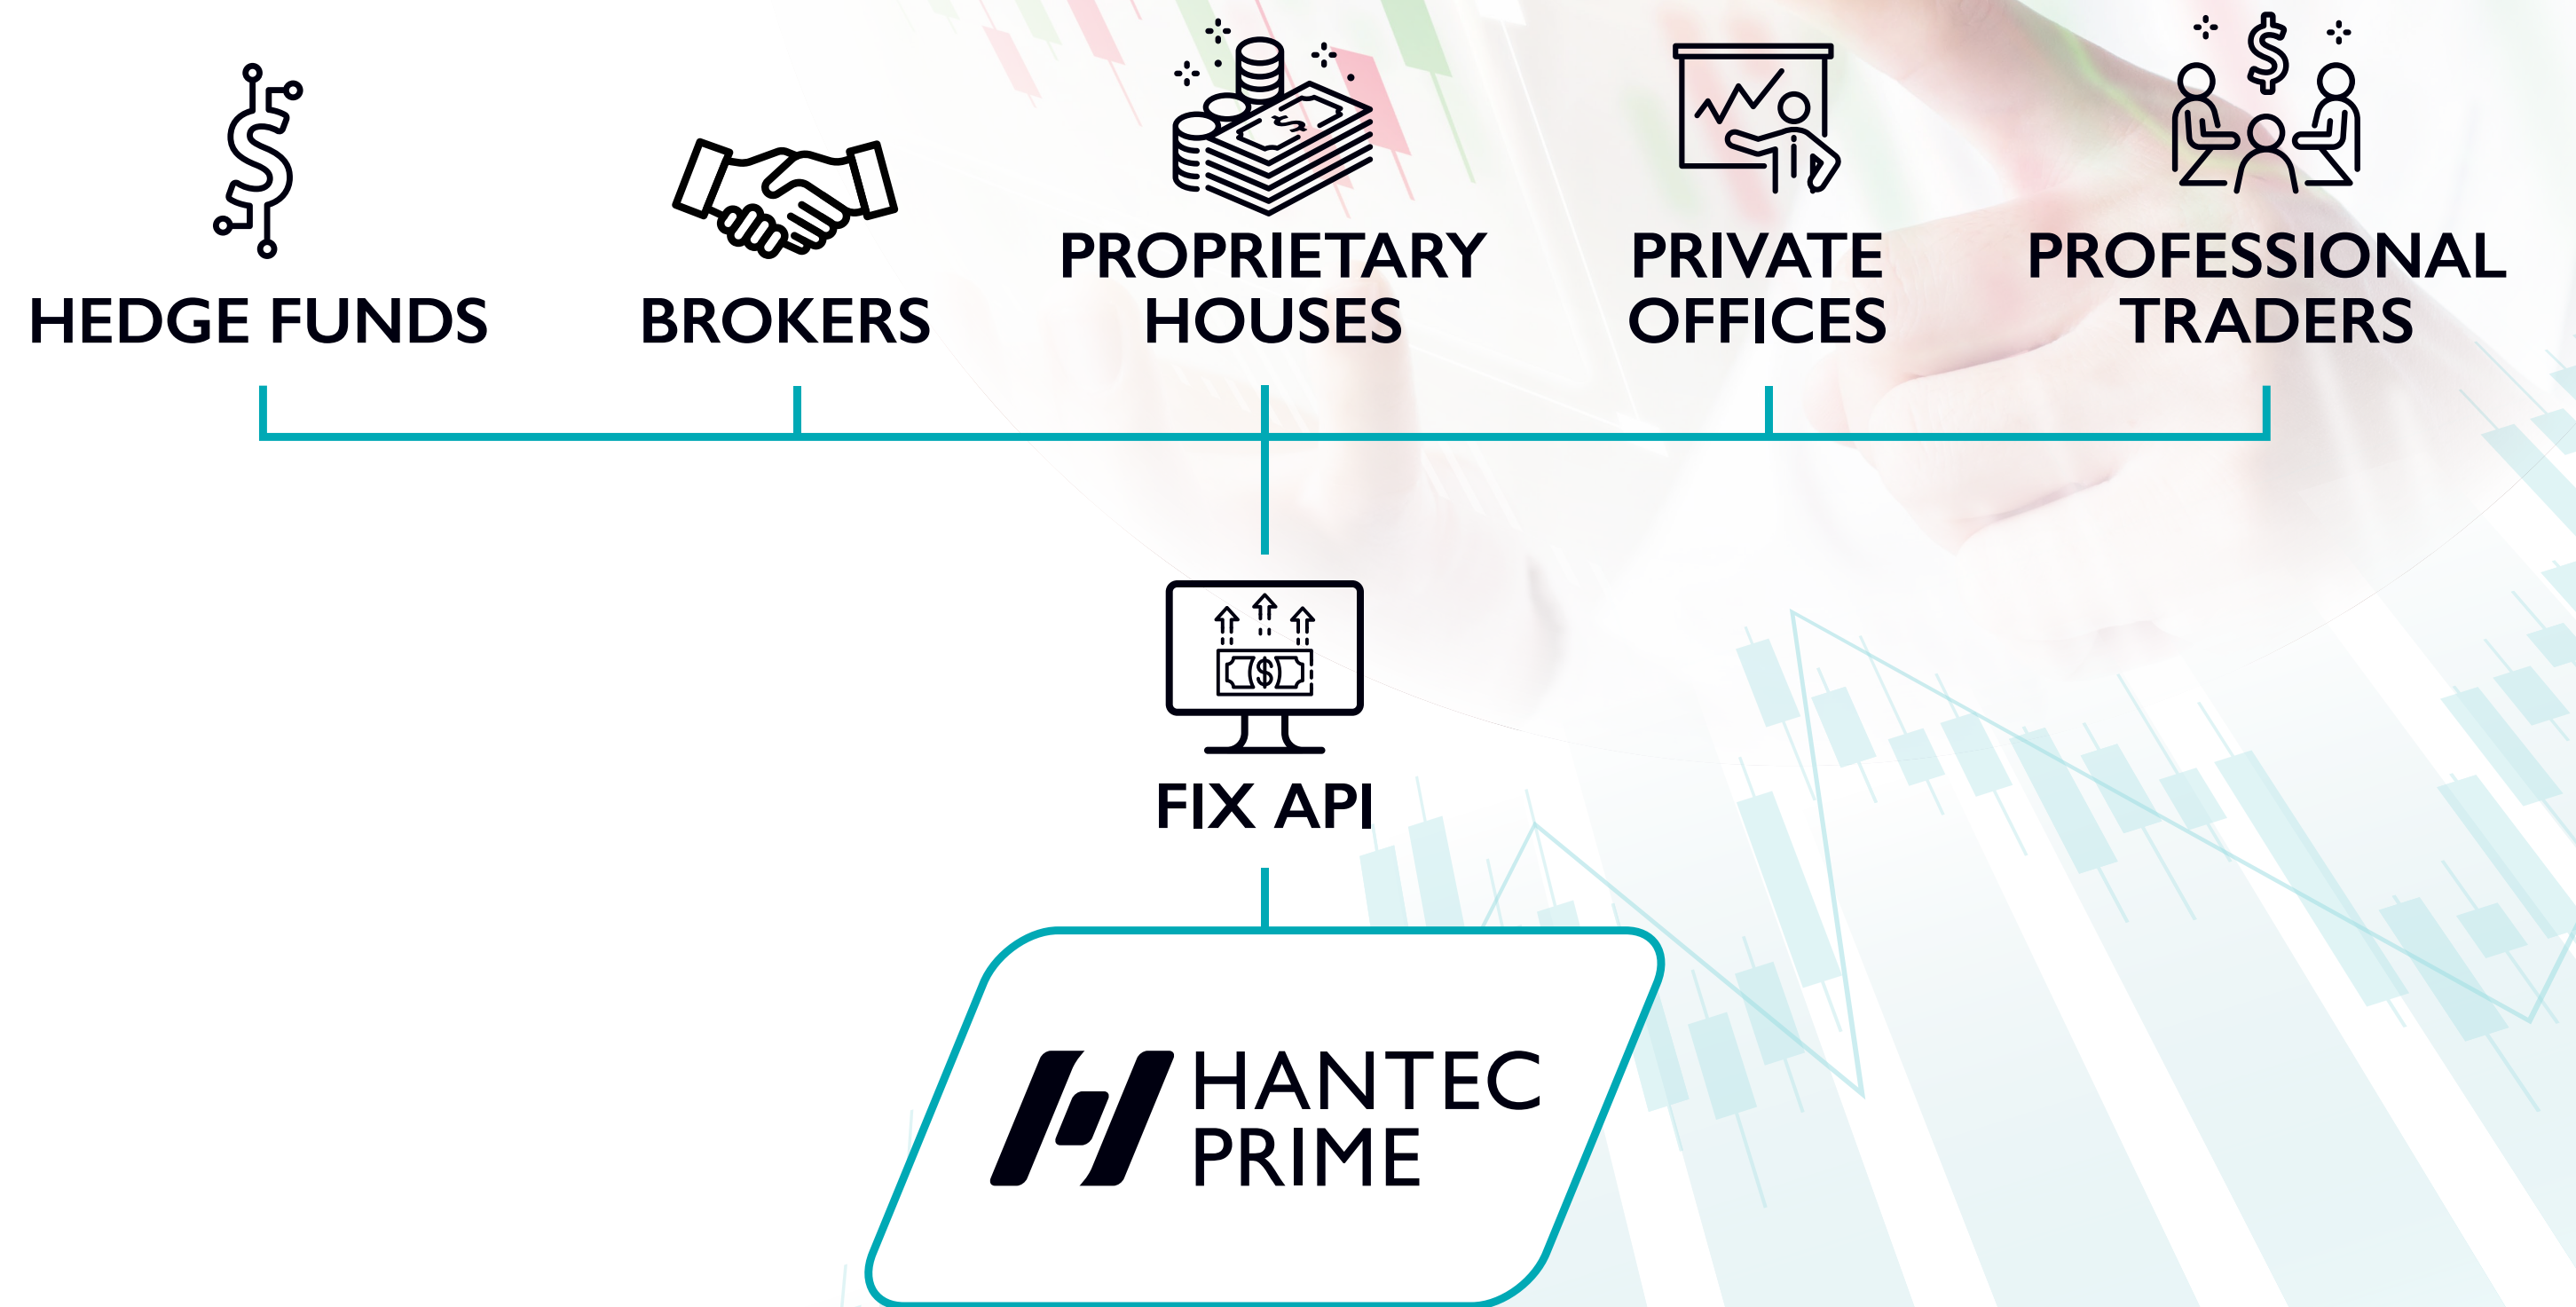 HEDGE FUNDS
BROKERS
PROPRIETARY
HOUSES
PRIVATE
OFFICES
PROFESSIONAL
TRADERS
FIX API
HANTEC
PRIME